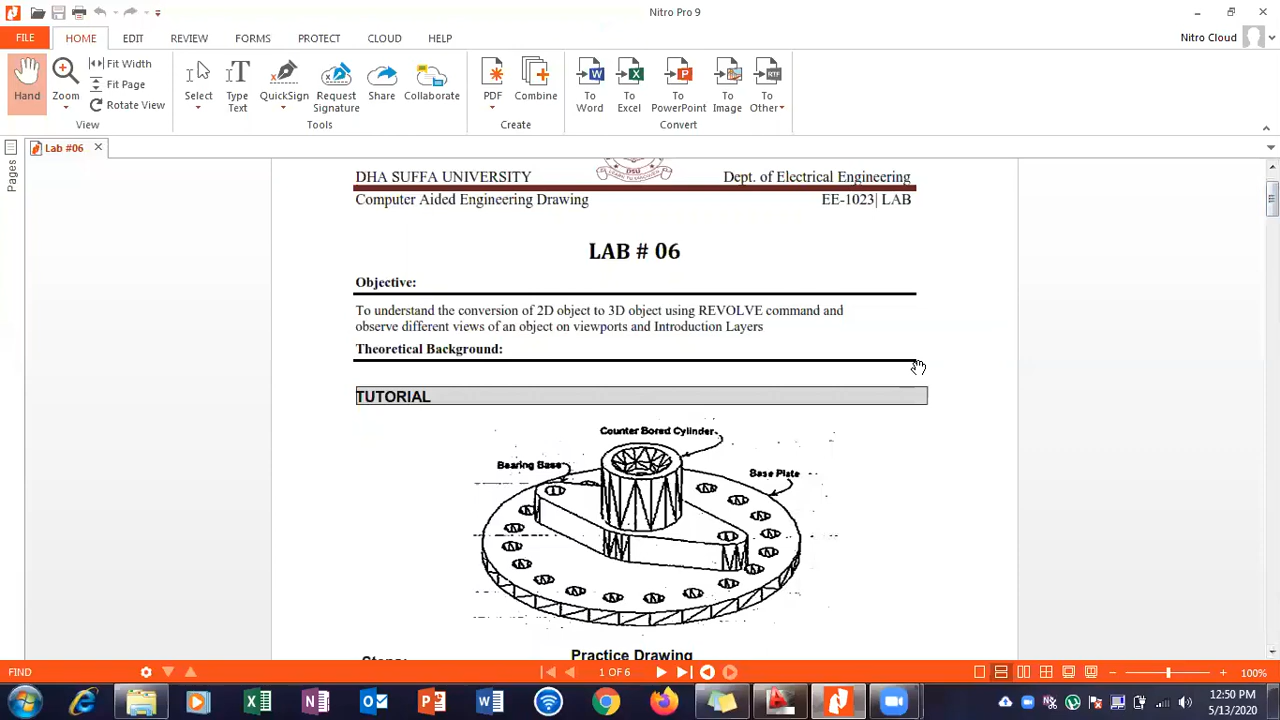 Nitro Pro 9
FILE HOME EDIT REVIEW FORMS PROTECT CLOUD HELP Nitro Cloud
Hand
Zoom
Fit Width
Fit Page
Rotate View
View
Select
Type Text
QuickSign
Request Signature
Share
Collaborate
Tools
PDF
Combine
Create
To Word
To Excel
To PowerPoint
To Image
To Other
Convert
Lab #06
Pages
DHA SUFFA UNIVERSITY Dept. of Electrical Engineering
Computer Aided Engineering Drawing EE-1023| LAB
LAB # 06
Objective:
To understand the conversion of 2D object to 3D object using REVOLVE command and
observe different views of an object on viewports and Introduction Layers
Theoretical Background:
TUTORIAL
Counter Bored Cylinder
Bearing Base
Base Plate
Practice Drawing
Steps:
FIND 1 OF 6 100%
12:50 PM
5/13/2020